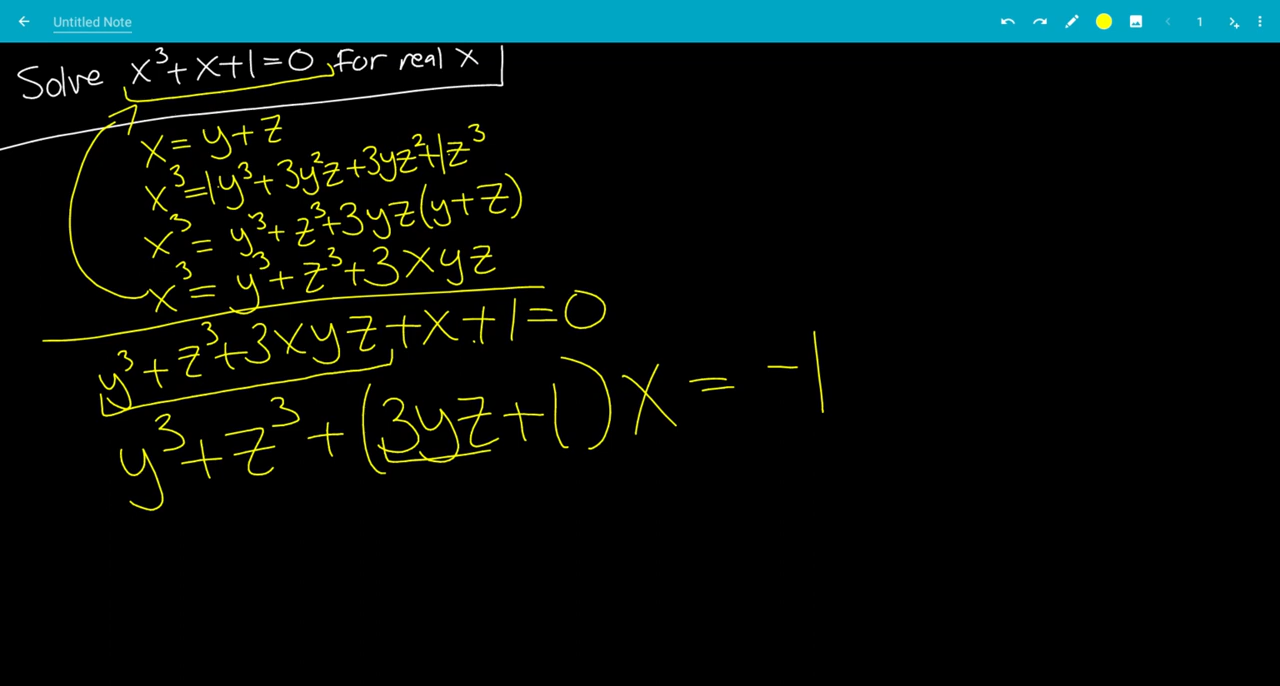 Untitled Note
1
Solve x³+x+1=0 for real x
x=y+z
x³=1y³+3y²z+3yz²+1z³
x³=y³+z³+3yz(y+z)
x³=y³+z³+3xyz
y³+z³+3xyz+x+1=0
y³+z³+(3yz+1)x=-1